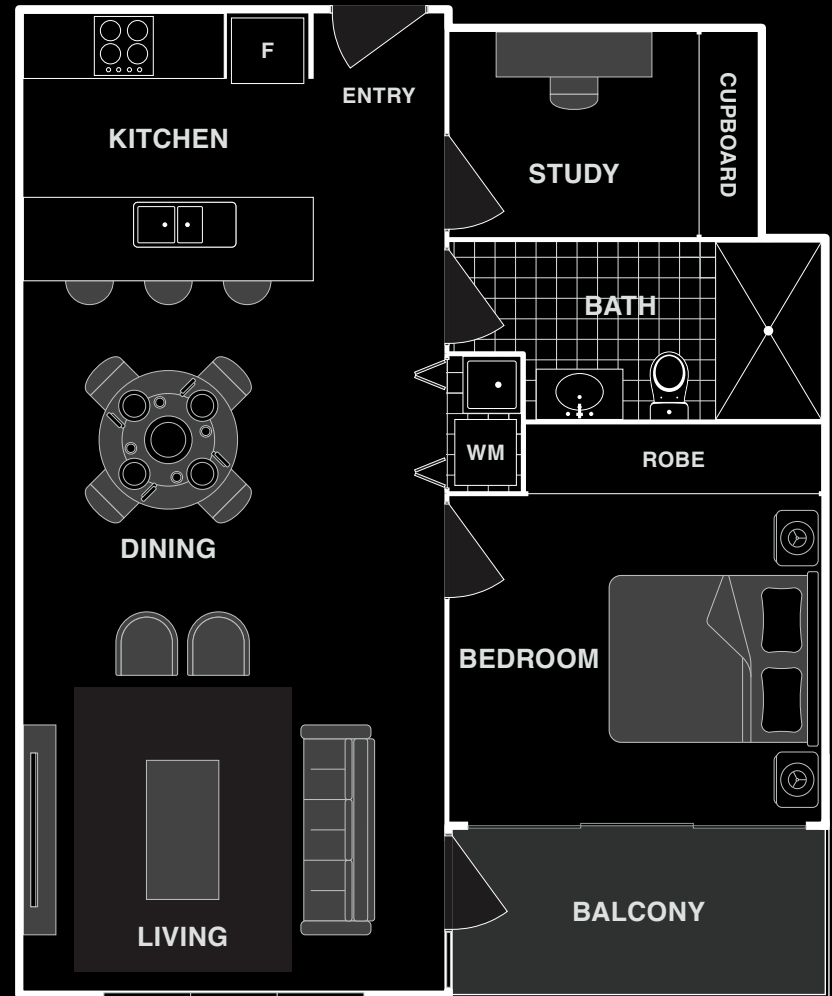 F
ENTRY
KITCHEN
STUDY
CUPBOARD
BATH
WM
ROBE
DINING
BEDROOM
BALCONY
LIVING